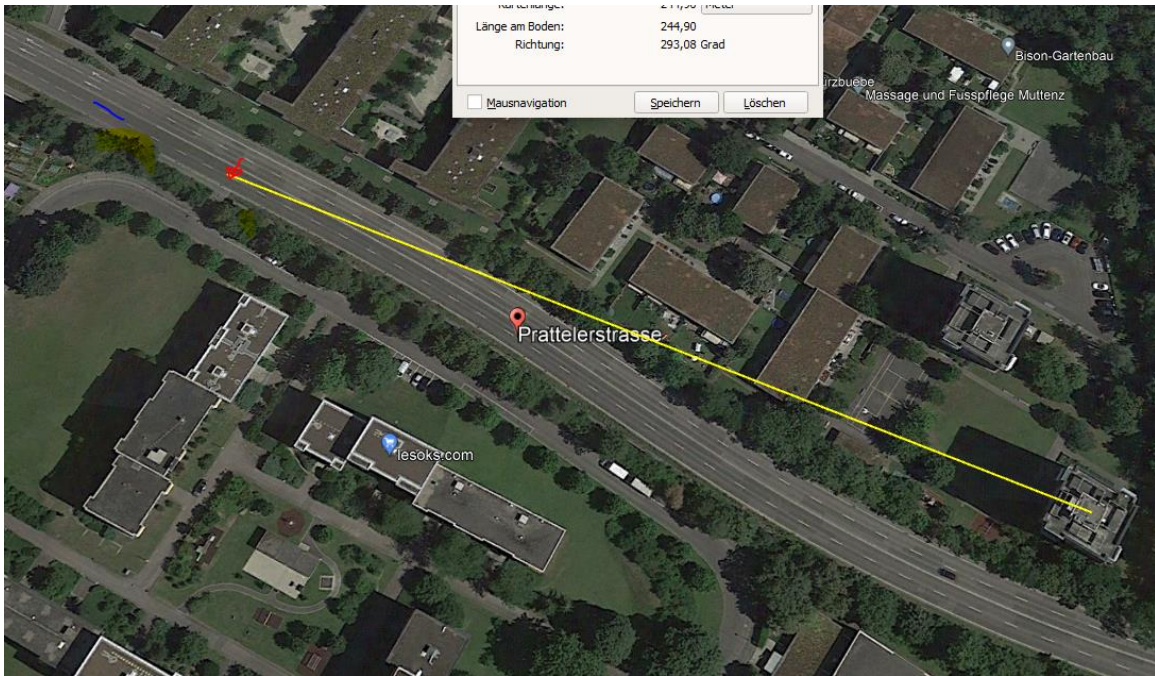 Länge am Boden: 244,90
Richtung: 293,08 Grad
Mausnavigation Speichern Löschen
Bison-Gartenbau
Massage und Fusspflege Muttenz
Prattelerstrasse
lesoks.com